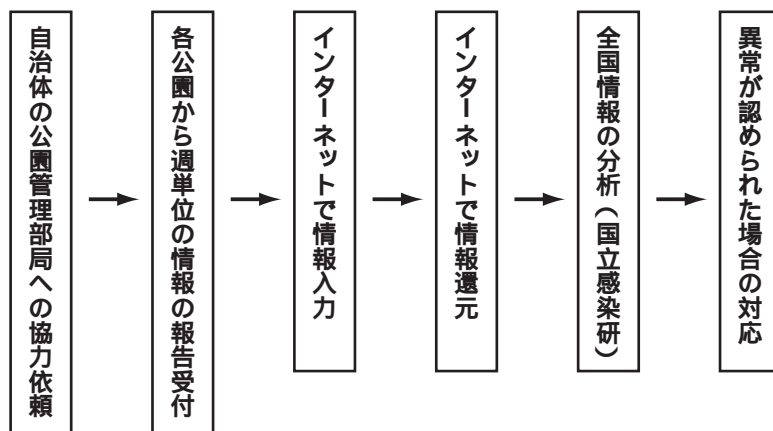 自治体の公園管理部局への協力依頼
各公園から週単位の情報の報告受付
インターネットで情報入力
インターネットで情報還元
全国情報の分析（国立感染研）
異常が認められた場合の対応